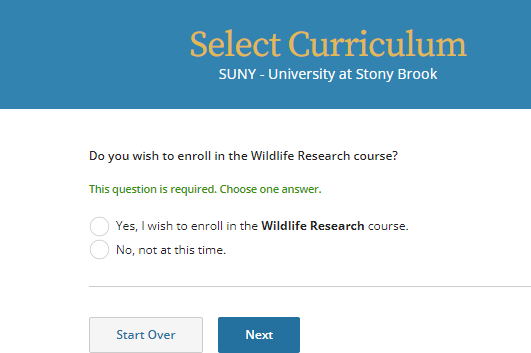 Select Curriculum
SUNY - University at Stony Brook
Do you wish to enroll in the Wildlife Research course?
This question is required. Choose one answer.
Yes, I wish to enroll in the Wildlife Research course.
No, not at this time.
Start Over
Next